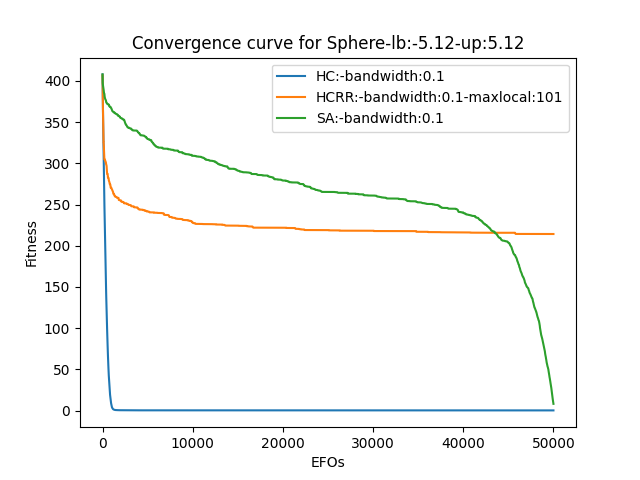 Convergence curve for Sphere-lb:-5.12-up:5.12
HC:-bandwidth:0.1
HCRR:-bandwidth:0.1-maxlocal:101
SA:-bandwidth:0.1
Fitness
400
350
300
250
200
150
100
50
0
0 10000 20000 30000 40000 50000
EFOs